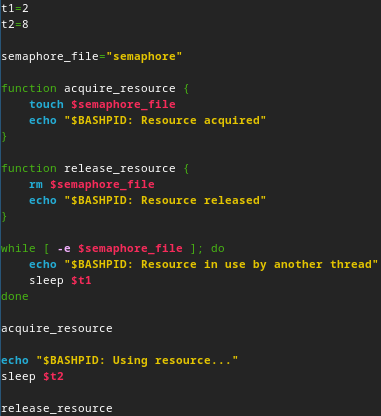 t1=2
t2=8
semaphore_file="semaphore"
function acquire_resource {
touch $semaphore_file
echo "$BASHPID: Resource acquired"
}
function release_resource {
rm $semaphore_file
echo "$BASHPID: Resource released"
}
while [ -e $semaphore_file ]; do
echo "$BASHPID: Resource in use by another thread"
sleep $t1
done
acquire_resource
echo "$BASHPID: Using resource..."
sleep $t2
release_resource